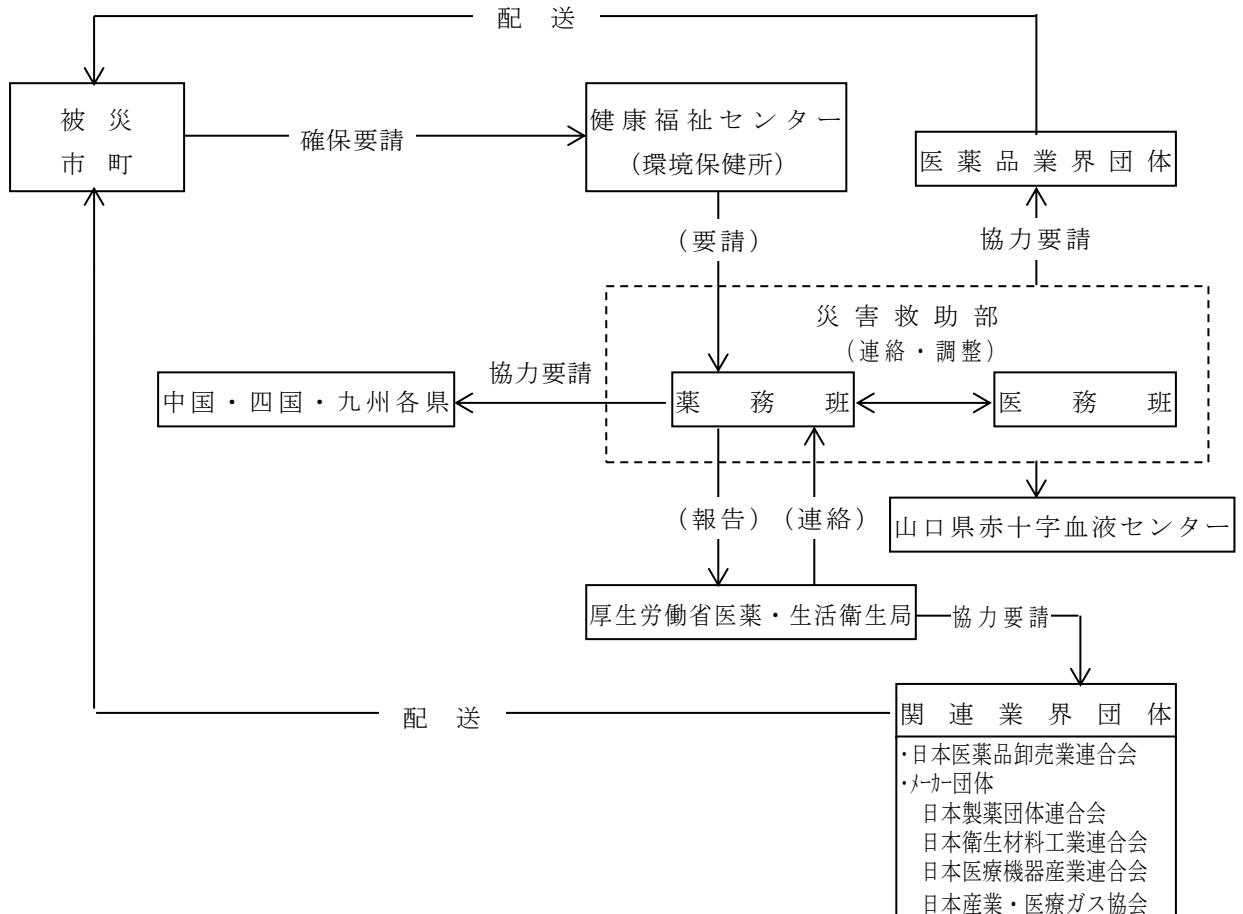 配　送
被　災
市　町
確保要請
健康福祉センター
（環境保健所）
医薬品業界団体
（要請）
協力要請
災害救助部
（連絡・調整）
協力要請
中国・四国・九州各県
薬　務　班
医　務　班
（報告）（連絡）
山口県赤十字血液センター
厚生労働省医薬・生活衛生局
協力要請
配　送
関連業界団体
・日本医薬品卸売業連合会
・ﾒｰｶｰ団体
日本製薬団体連合会
日本衛生材料工業連合会
日本医療機器産業連合会
日本産業・医療ガス協会